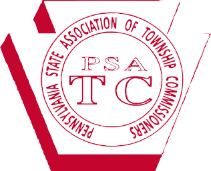 PENNSYLVANIA STATE ASSOCIATION OF TOWNSHIP COMMISSIONERS
PSA
TC